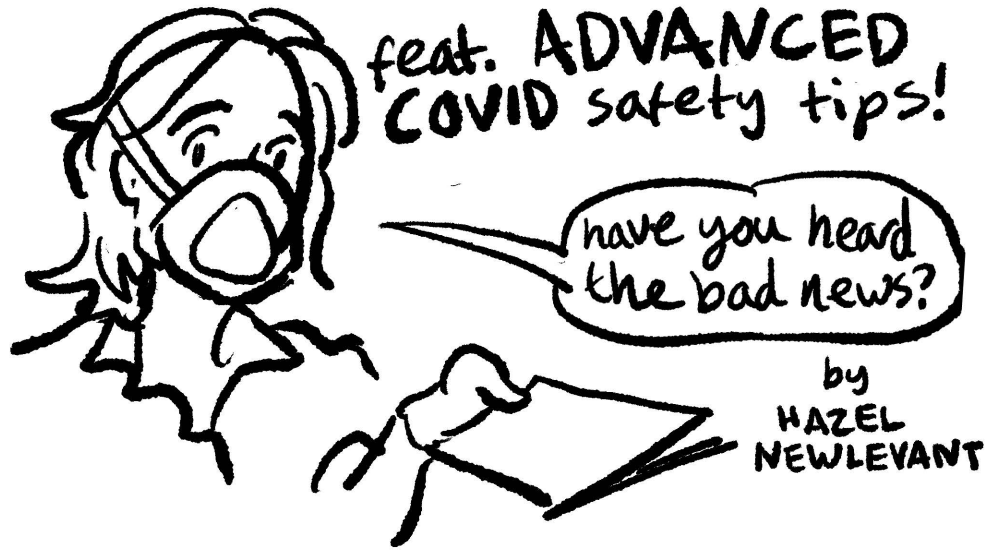 feat. ADVANCED
COVID safety tips!
have you heard
the bad news?
by
HAZEL
NEWLEVANT